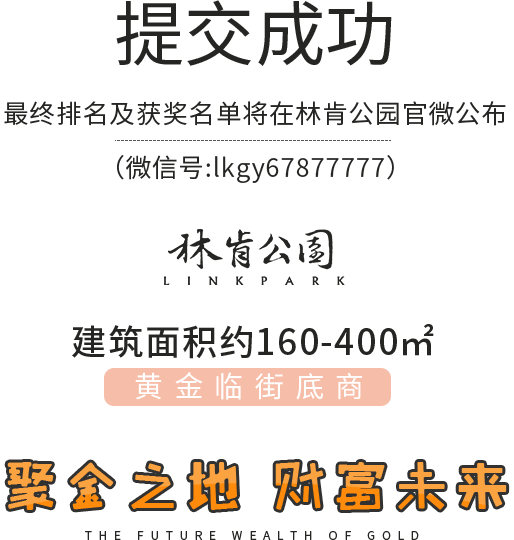 提交成功
最终排名及获奖名单将在林肯公园官微公布
（微信号:lkgy67877777）
林肯公园
LINKPARK
建筑面积约160-400㎡
黄金临街底商
聚金之地 财富未来
THE FUTURE WEALTH OF GOLD